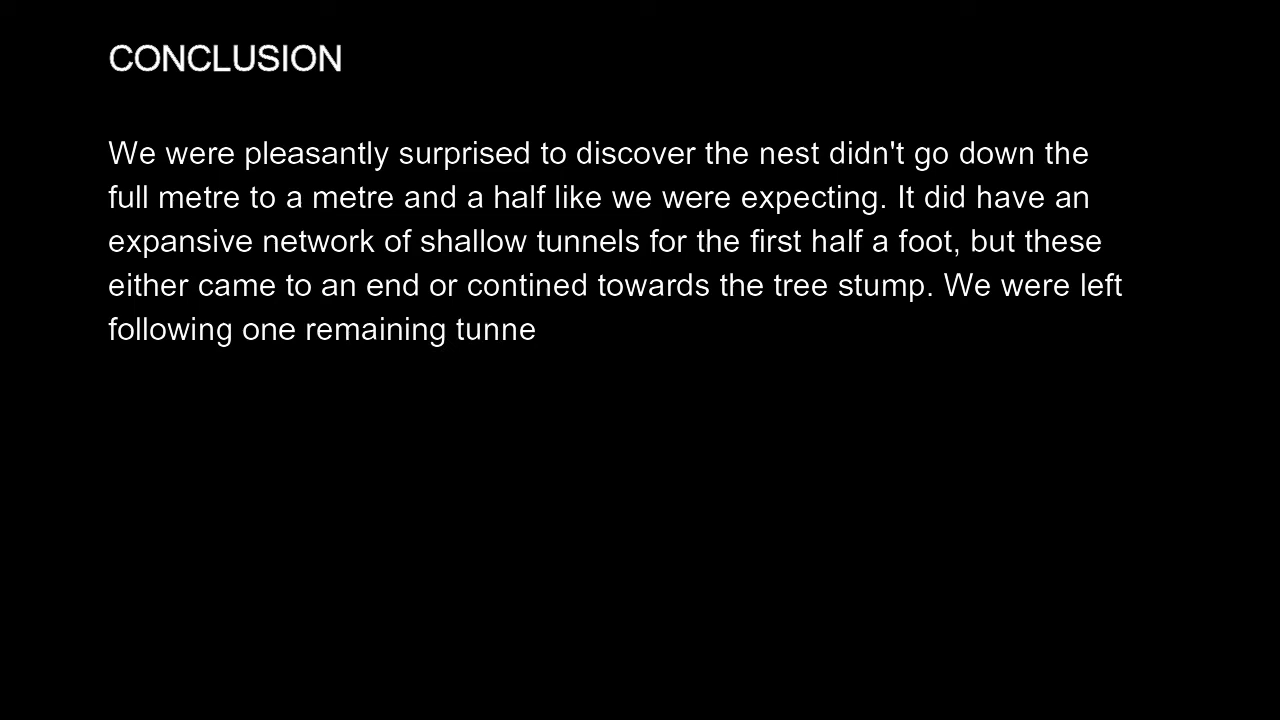 CONCLUSION
We were pleasantly surprised to discover the nest didn't go down the
full metre to a metre and a half like we were expecting. It did have an
expansive network of shallow tunnels for the first half a foot, but these
either came to an end or contined towards the tree stump. We were left
following one remaining tunne